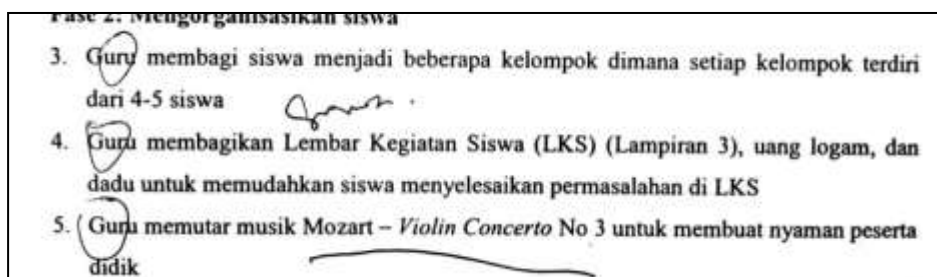 Fase 2: Mengorganisasikan siswa
3. Guru membagi siswa menjadi beberapa kelompok dimana setiap kelompok terdiri
dari 4-5 siswa
4. Guru membagikan Lembar Kegiatan Siswa (LKS) (Lampiran 3), uang logam, dan
dadu untuk memudahkan siswa menyelesaikan permasalahan di LKS
5. Guru memutar musik Mozart – Violin Concerto No 3 untuk membuat nyaman peserta
didik